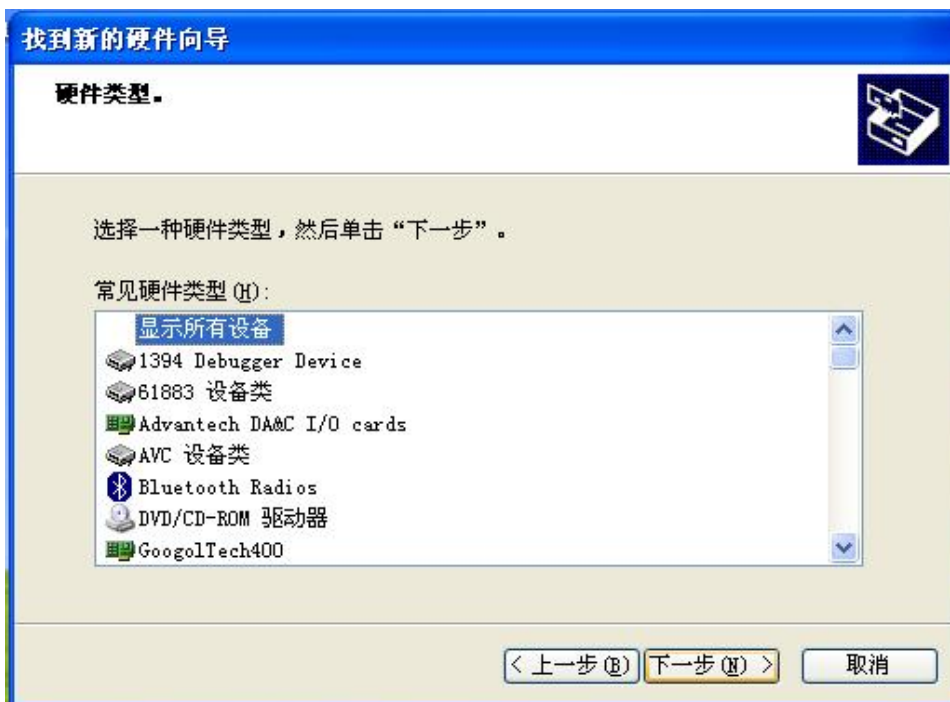 找到新的硬件向导
硬件类型。
选择一种硬件类型，然后单击“下一步”。
常见硬件类型(H):
显示所有设备
1394 Debugger Device
61883 设备类
Advantech DA&C I/O cards
AVC 设备类
Bluetooth Radios
DVD/CD-ROM 驱动器
GoogolTech400
< 上一步(B)
下一步(N) >
取消